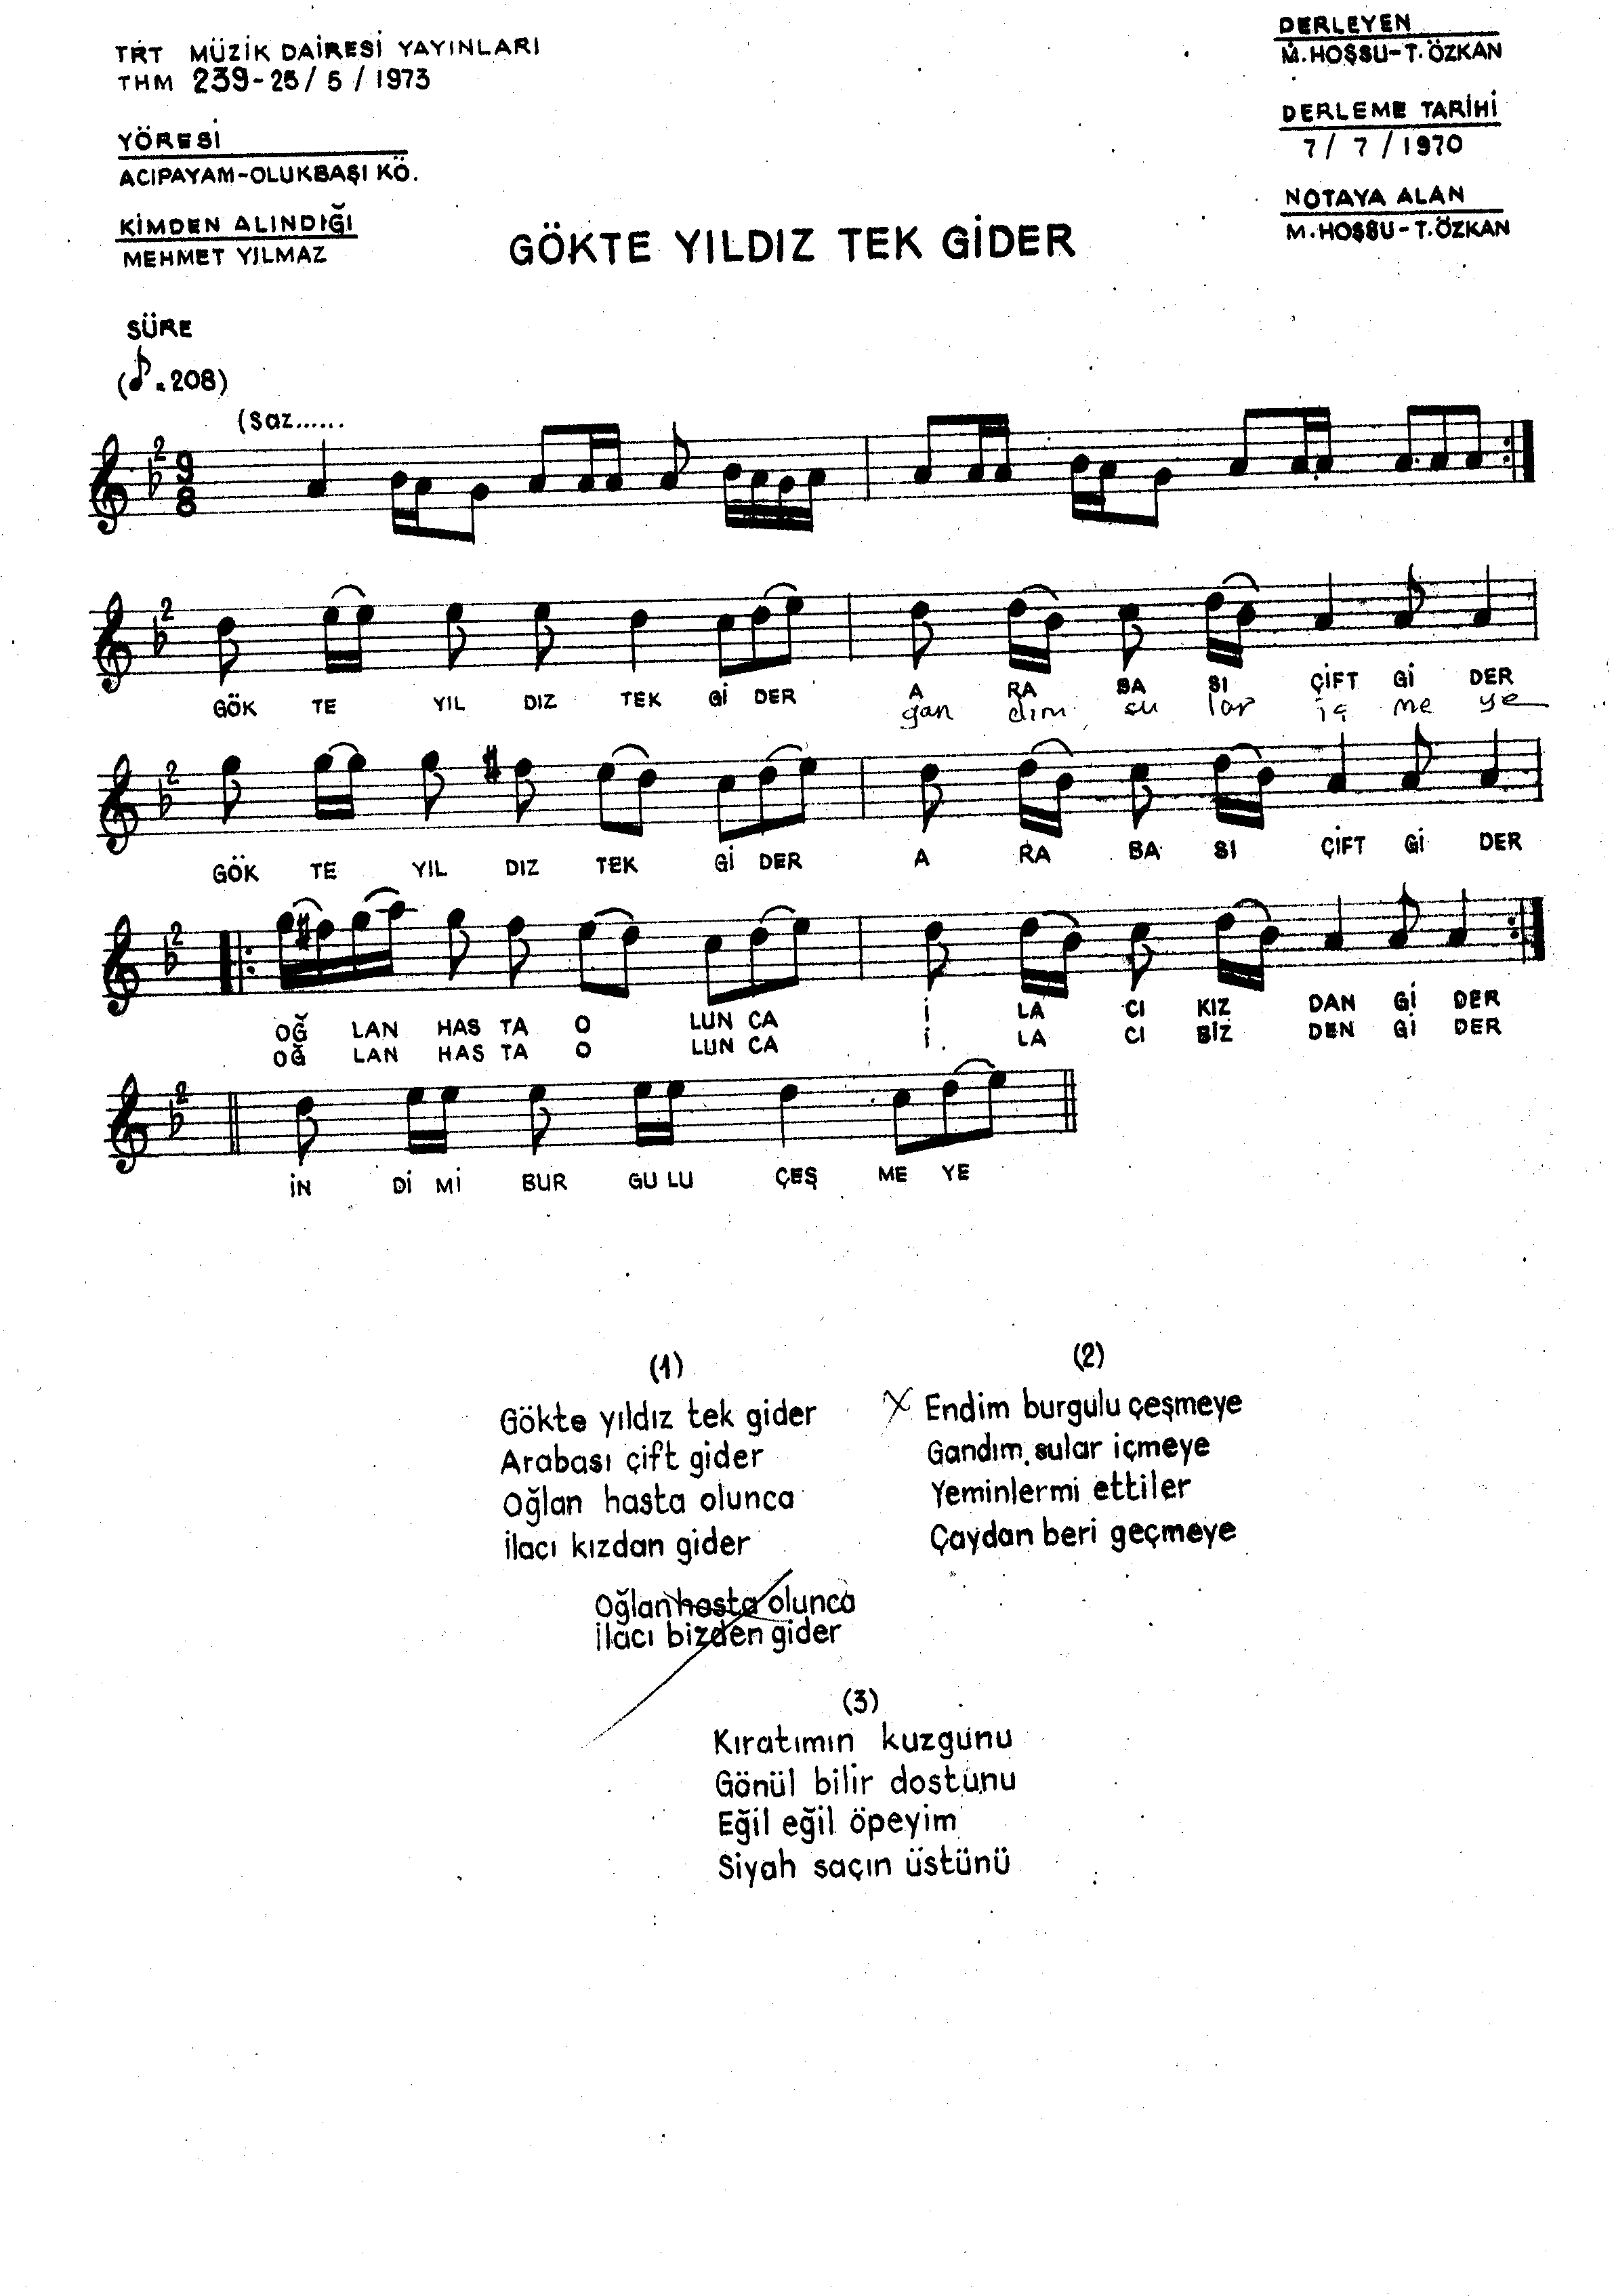 TRT MÜZİK DAİRESİ YAYINLARI
THM 239-25/5/1973
YÖRESİ
ACIPAYAM-OLUKBAŞI KÖ.
KİMDEN ALINDIĞI
MEHMET YILMAZ
DERLEYEN
M.HOŞSU-T.ÖZKAN
DERLEME TARİHİ
7/7/1970
NOTAYA ALAN
M.HOŞSU-T.ÖZKAN
GÖKTE YILDIZ TEK GİDER
SÜRE
(♪=208)
(Saz......
2 9 8
2
GÖK TE YIL DIZ TEK Gİ DER A RA BA SI ÇİFT Gİ DER
gan dım su lar iç me ye
2
GÖK TE YIL DIZ TEK Gİ DER A RA BA SI ÇİFT Gİ DER
2
OĞ LAN HAS TA O LUN CA İ LA CI KIZ DAN Gİ DER
OĞ LAN HAS TA O LUN CA İ. LA CI BİZ DEN Gİ DER
2
İN Dİ Mİ BUR GU LU ÇEŞ ME YE
(1)
Gökte yıldız tek gider
Arabası çift gider
Oğlan hasta olunca
İlacı kızdan gider
Oğlan hasta olunca
İlacı bizden gider
(2)
X Endim burgulu çeşmeye
Gandım sular içmeye
Yeminlermi ettiler
Çaydan beri geçmeye
(3)
Kıratımın kuzgunu
Gönül bilir dostunu
Eğil eğil öpeyim
Siyah saçın üstünü